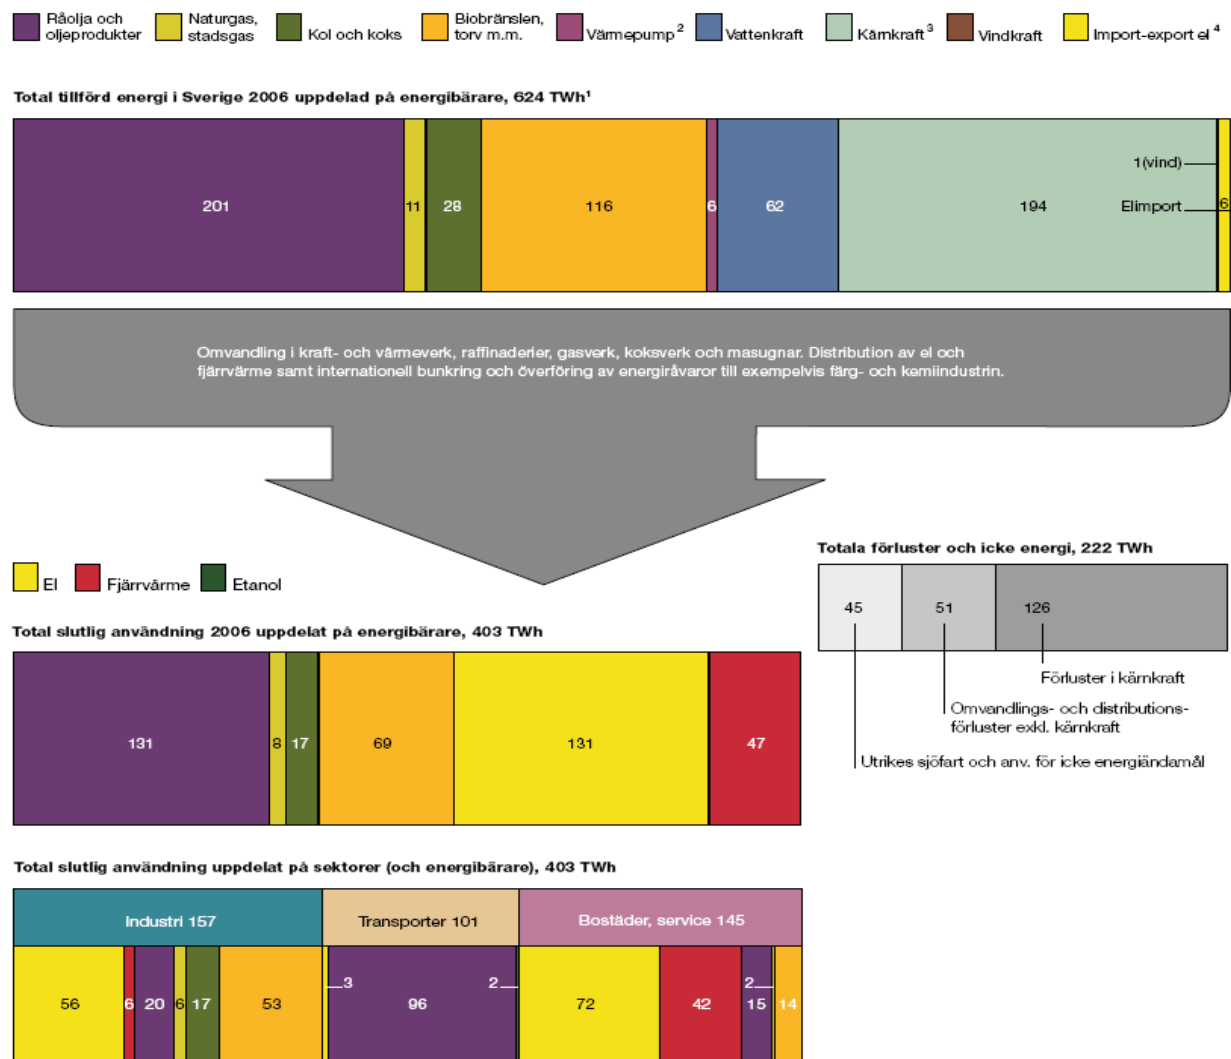 Råolja och
oljeprodukter
Naturgas,
stadsgas
Kol och koks
Biobränslen,
torv m.m.
Värmepump²
Vattenkraft
Kärnkraft³
Vindkraft
Import-export el⁴
Total tillförd energi i Sverige 2006 uppdelad på energibärare, 624 TWh¹
1(vind)
201
11
28
116
6
62
194
Elimport
6
Omvandling i kraft- och värmeverk, raffinaderier, gasverk, koksverk och masugnar. Distribution av el och
fjärrvärme samt internationell bunkring och överföring av energiråvaror till exempelvis färg- och kemiindustrin.
Totala förluster och icke energi, 222 TWh
45
51
126
Förluster i kärnkraft
Omvandlings- och distributions-
förluster exkl. kärnkraft
Utrikes sjöfart och anv. för icke energiändamål
El
Fjärrvärme
Etanol
Total slutlig användning 2006 uppdelat på energibärare, 403 TWh
131
8
17
69
131
47
Total slutlig användning uppdelat på sektorer (och energibärare), 403 TWh
Industri 157
Transporter 101
Bostäder, service 145
56
6
20
6
17
53
3
96
2
72
42
2
15
14